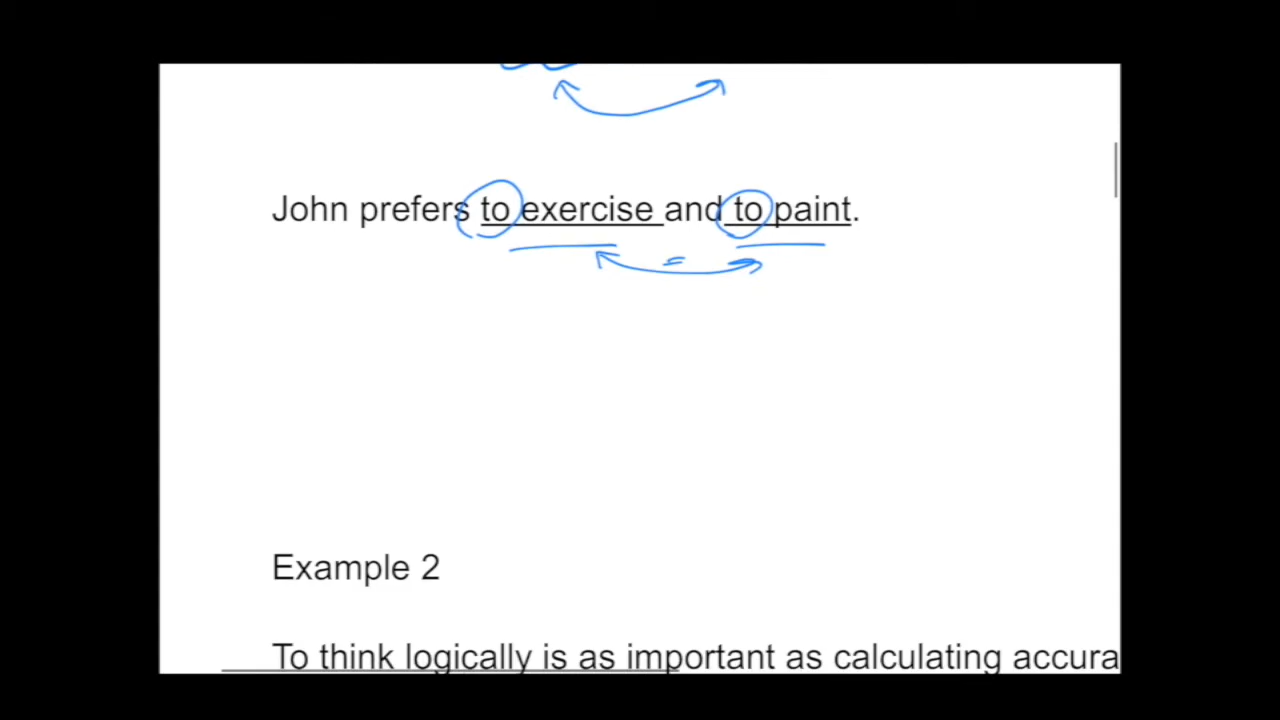 John prefers to exercise and to paint.
=
Example 2
To think logically is as important as calculating accura